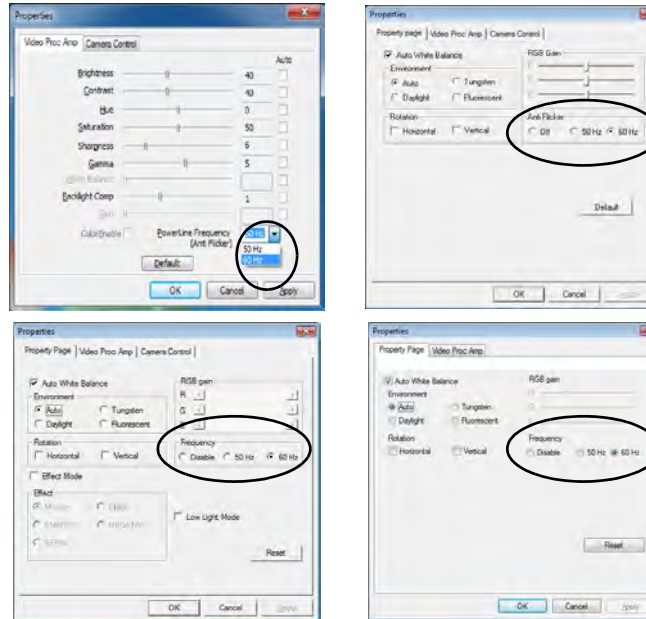 Properties
Video Proc Amp Camera Control
Auto
Brightness 40
Contrast 40
Hue 0
Saturation 50
Sharpness 6
Gamma 5
White Balance
Backlight Comp 1
Gain
ColorEnable PowerLine Frequency
(Anti Flicker)
50 Hz
60 Hz
Default
OK Cancel Apply
Properties
Property page Video Proc Amp Camera Control
Auto White Balance RGB Gain
Environment
Auto Tungsten
Daylight Fluorescent
Rotation Anti Flicker
Horizontal Vertical Off 50 Hz 60 Hz
Default
OK Cancel
Properties
Property Page Video Proc Amp Camera Control
Auto White Balance RGB gain
Environment R
Auto Tungsten G
Daylight Fluorescent
Rotation Frequency
Horizontal Vertical Disable 50 Hz 60 Hz
Effect Mode
Effect
Low Light Mode
Reset
OK Cancel Apply
Properties
Property Page Video Proc Amp
Auto White Balance RGB gain
Environment
Auto Tungsten
Daylight Fluorescent
Rotation Frequency
Horizontal Vertical Disable 50 Hz 60 Hz
Reset
OK Cancel Apply